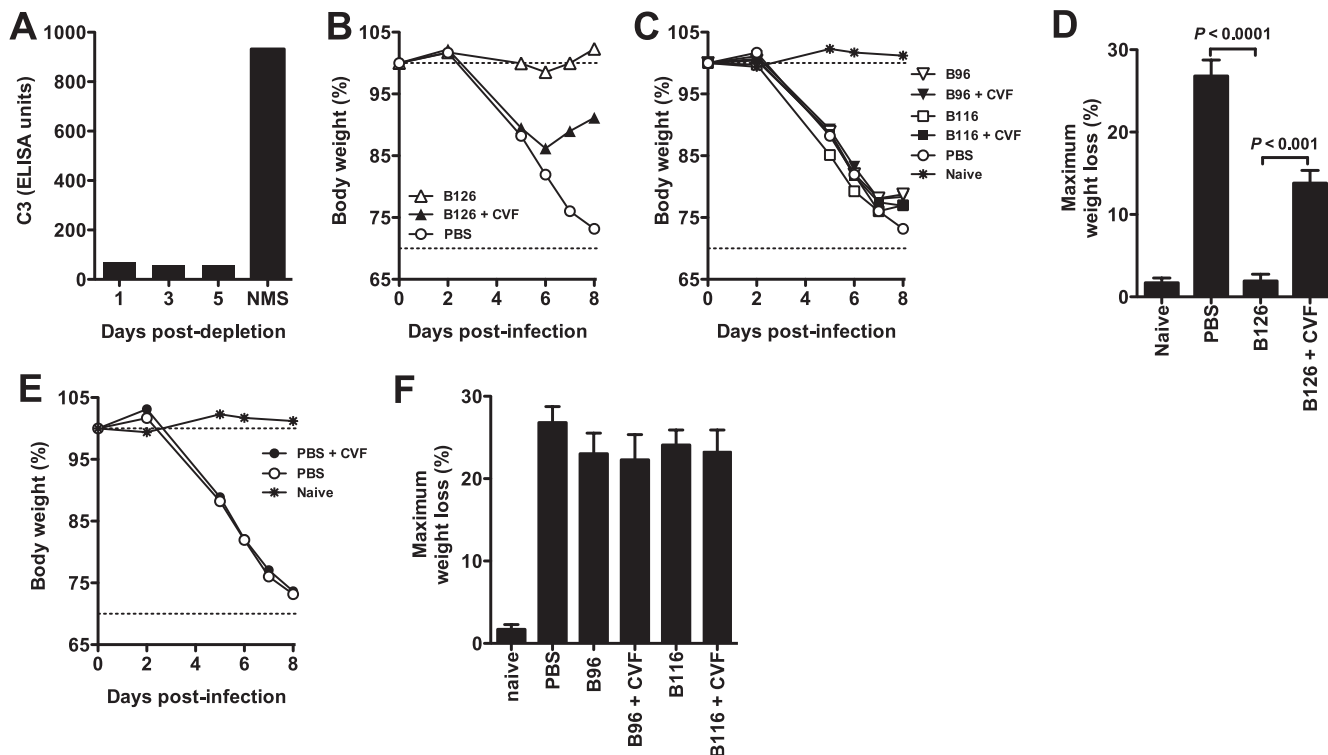 A
C3 (ELISA units)
1000
800
600
400
200
0
1 3 5 NMS
Days post-depletion
B
Body weight (%)
105
95
85
75
65
B126
B126 + CVF
PBS
0 2 4 6 8
Days post-infection
C
Body weight (%)
105
95
85
75
65
B96
B96 + CVF
B116
B116 + CVF
PBS
Naive
0 2 4 6 8
Days post-infection
D
Maximum
weight loss (%)
30
20
10
0
P < 0.0001
P < 0.001
Naive
PBS
B126
B126 + CVF
E
Body weight (%)
105
95
85
75
65
PBS + CVF
PBS
Naive
0 2 4 6 8
Days post-infection
F
Maximum
weight loss (%)
30
20
10
0
naive
PBS
B96
B96 + CVF
B116
B116 + CVF